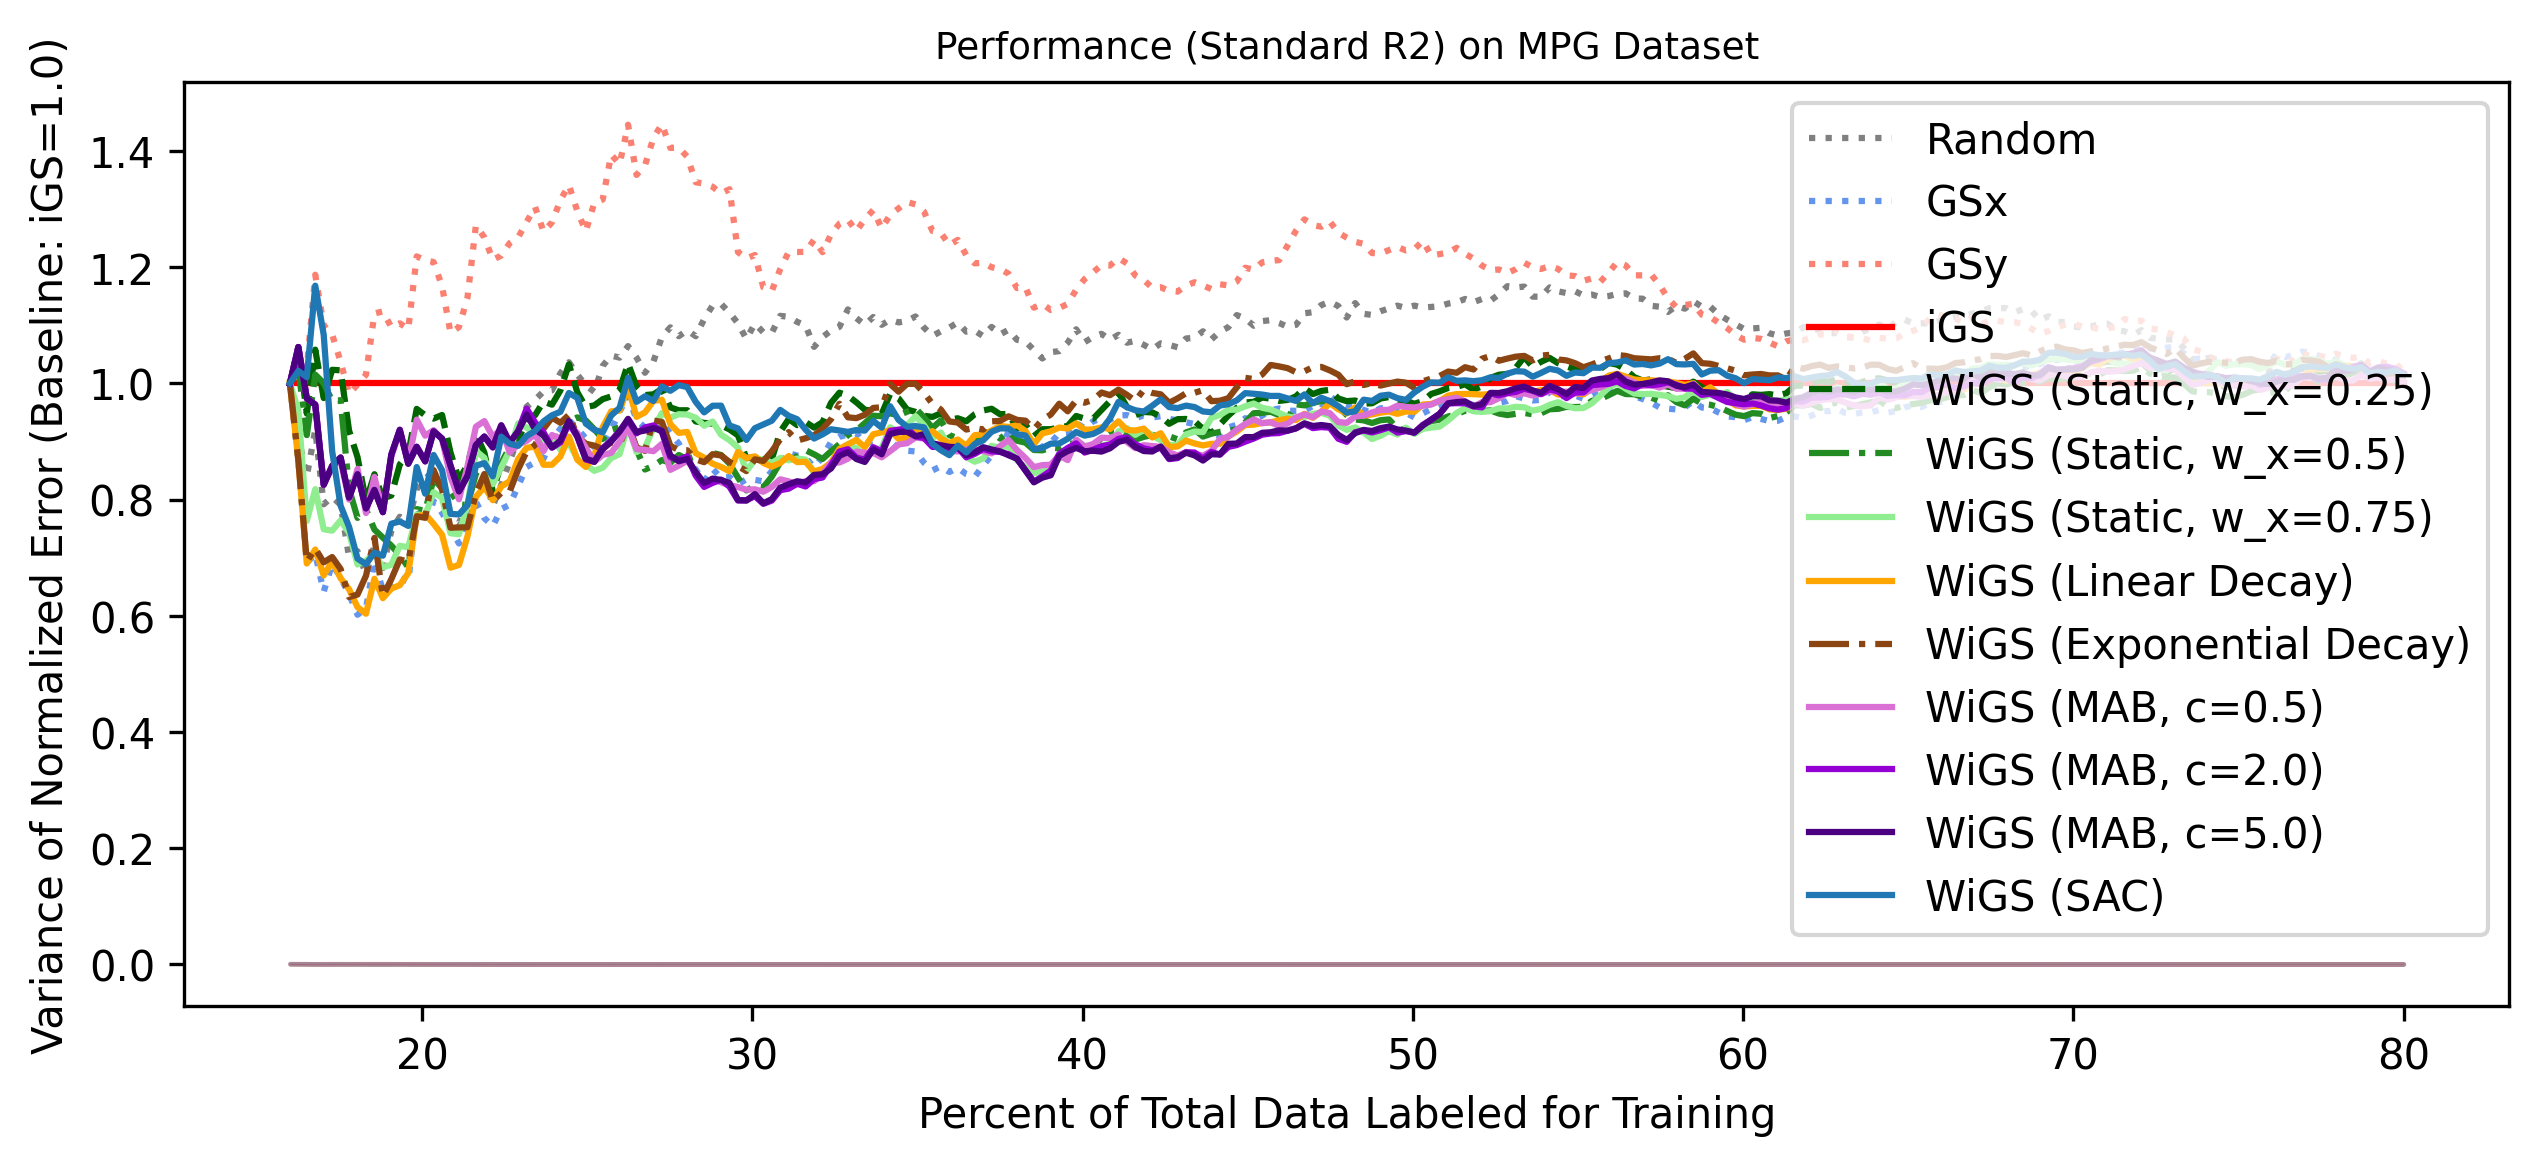 Performance (Standard R2) on MPG Dataset
Variance of Normalized Error (Baseline: iGS=1.0)
1.4
1.2
1.0
0.8
0.6
0.4
0.2
0.0
20 30 40 50 60 70 80
Percent of Total Data Labeled for Training
Random
GSx
GSy
iGS
WiGS (Static, w_x=0.25)
WiGS (Static, w_x=0.5)
WiGS (Static, w_x=0.75)
WiGS (Linear Decay)
WiGS (Exponential Decay)
WiGS (MAB, c=0.5)
WiGS (MAB, c=2.0)
WiGS (MAB, c=5.0)
WiGS (SAC)